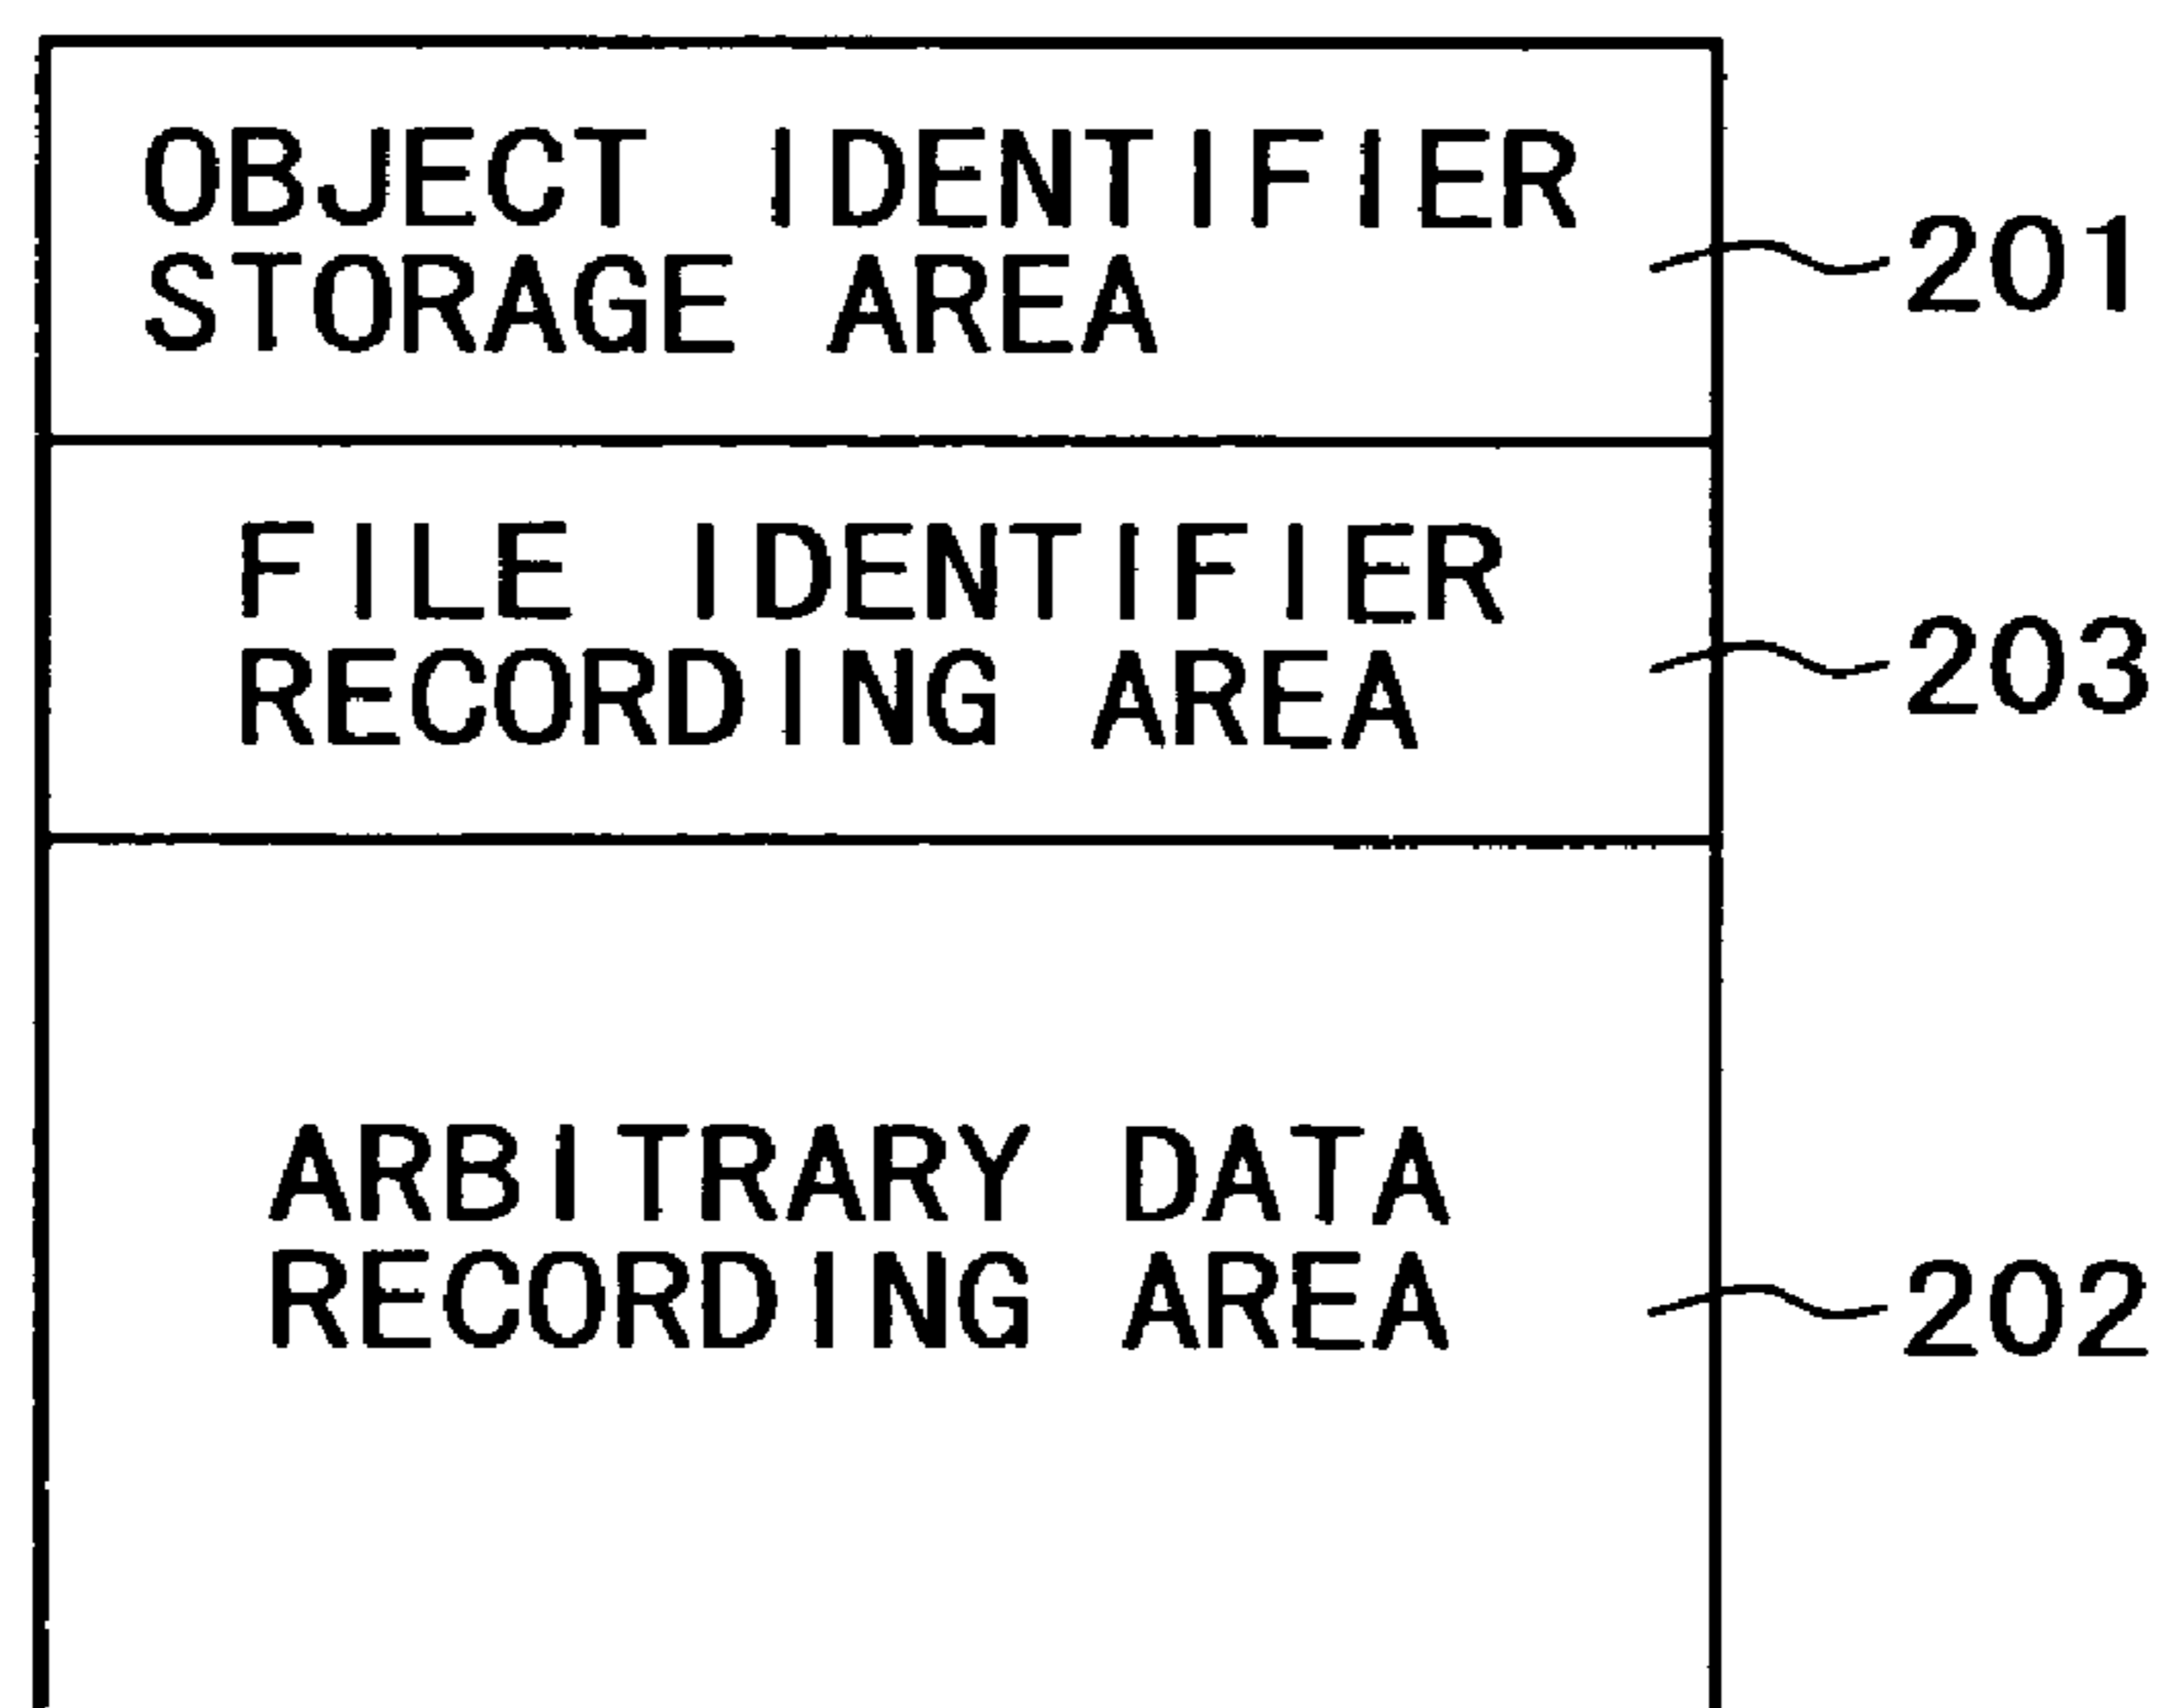 OBJECT IDENTIFIER
STORAGE AREA
201
FILE IDENTIFIER
RECORDING AREA
203
ARBITRARY DATA
RECORDING AREA
202